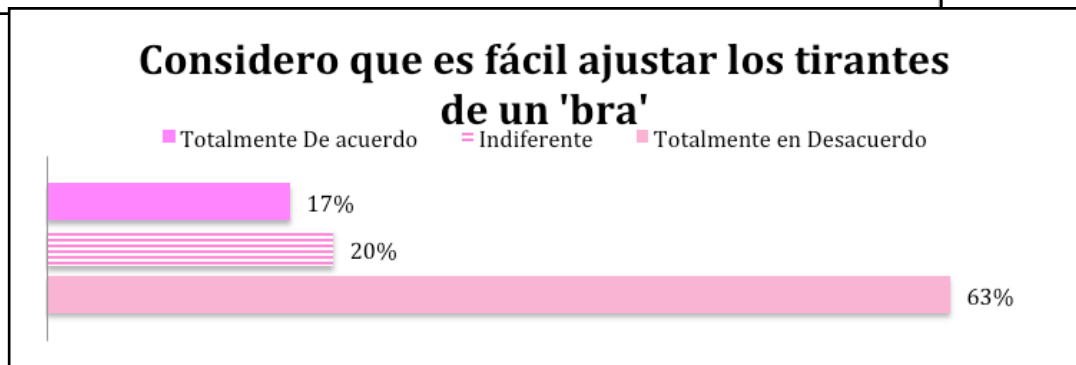 Considero que es fácil ajustar los tirantes
de un 'bra'
Totalmente De acuerdo Indiferente Totalmente en Desacuerdo
17%
20%
63%